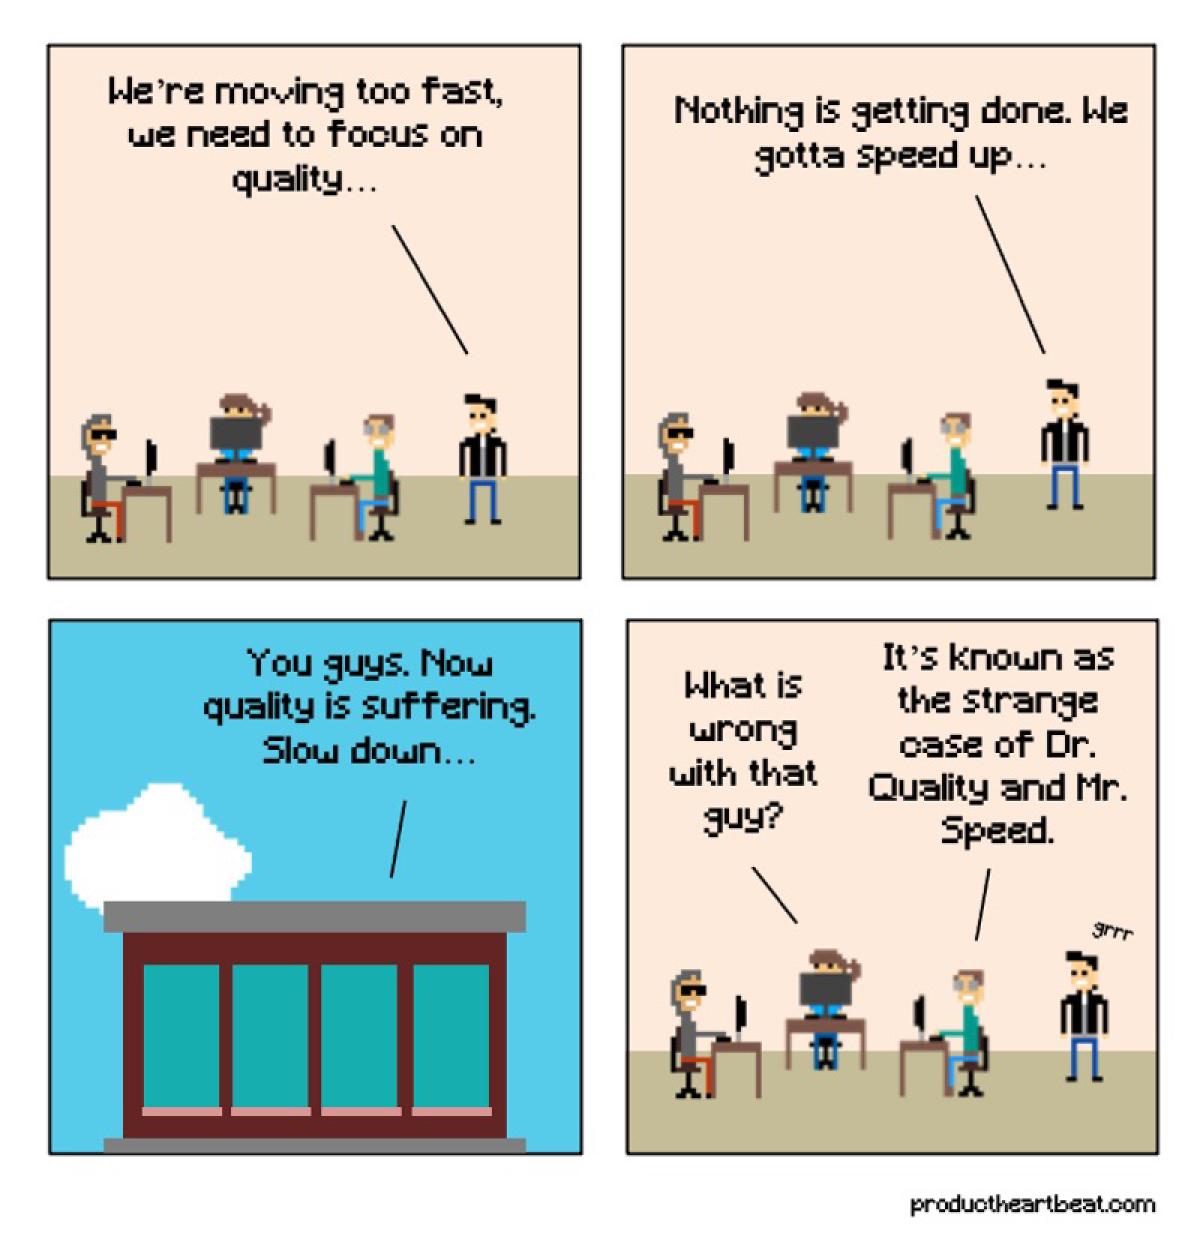 We're moving too fast,
we need to focus on
quality...
Nothing is getting done. We
gotta speed up...
You guys. Now
quality is suffering.
Slow down...
What is
wrong
with that
guy?
It's known as
the strange
case of Dr.
Quality and Mr.
Speed.
grrr
productheartbeat.com